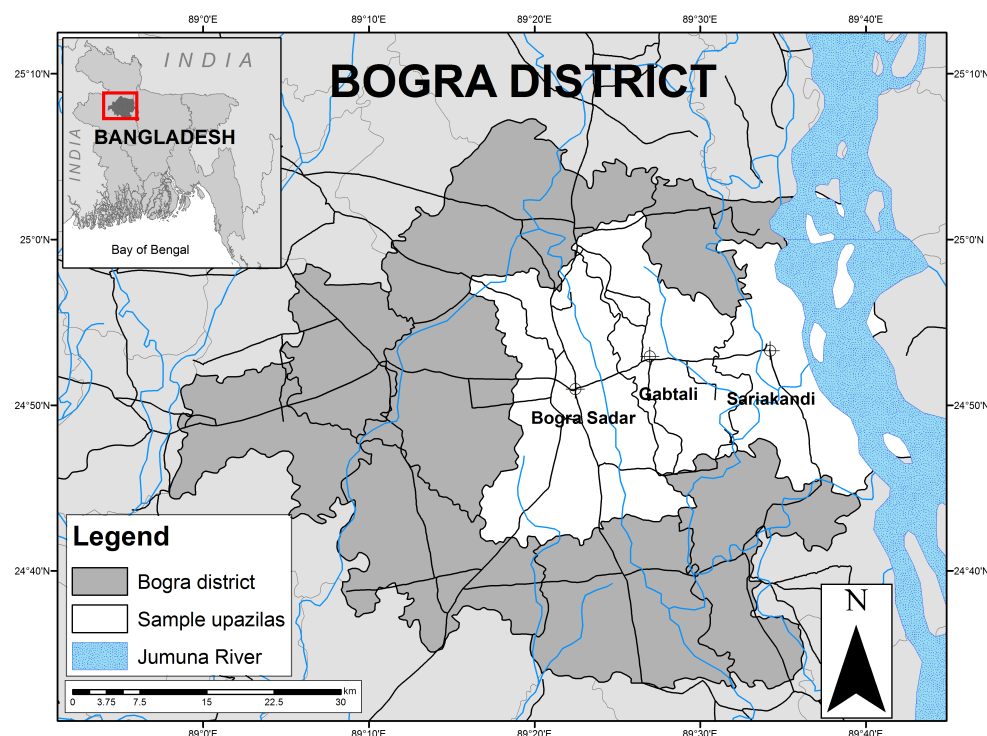 89°0'E 89°10'E 89°20'E 89°30'E 89°40'E
25°10'N 25°10'N
INDIA
BOGRA DISTRICT
BANGLADESH
INDIA
Bay of Bengal
25°0'N 25°0'N
24°50'N 24°50'N
Bogra Sadar
Gabtali
Sariakandi
24°40'N 24°40'N
Legend
Bogra district
Sample upazilas
Jumuna River
km
0 3.75 7.5 15 22.5 30
N
89°0'E 89°10'E 89°20'E 89°30'E 89°40'E